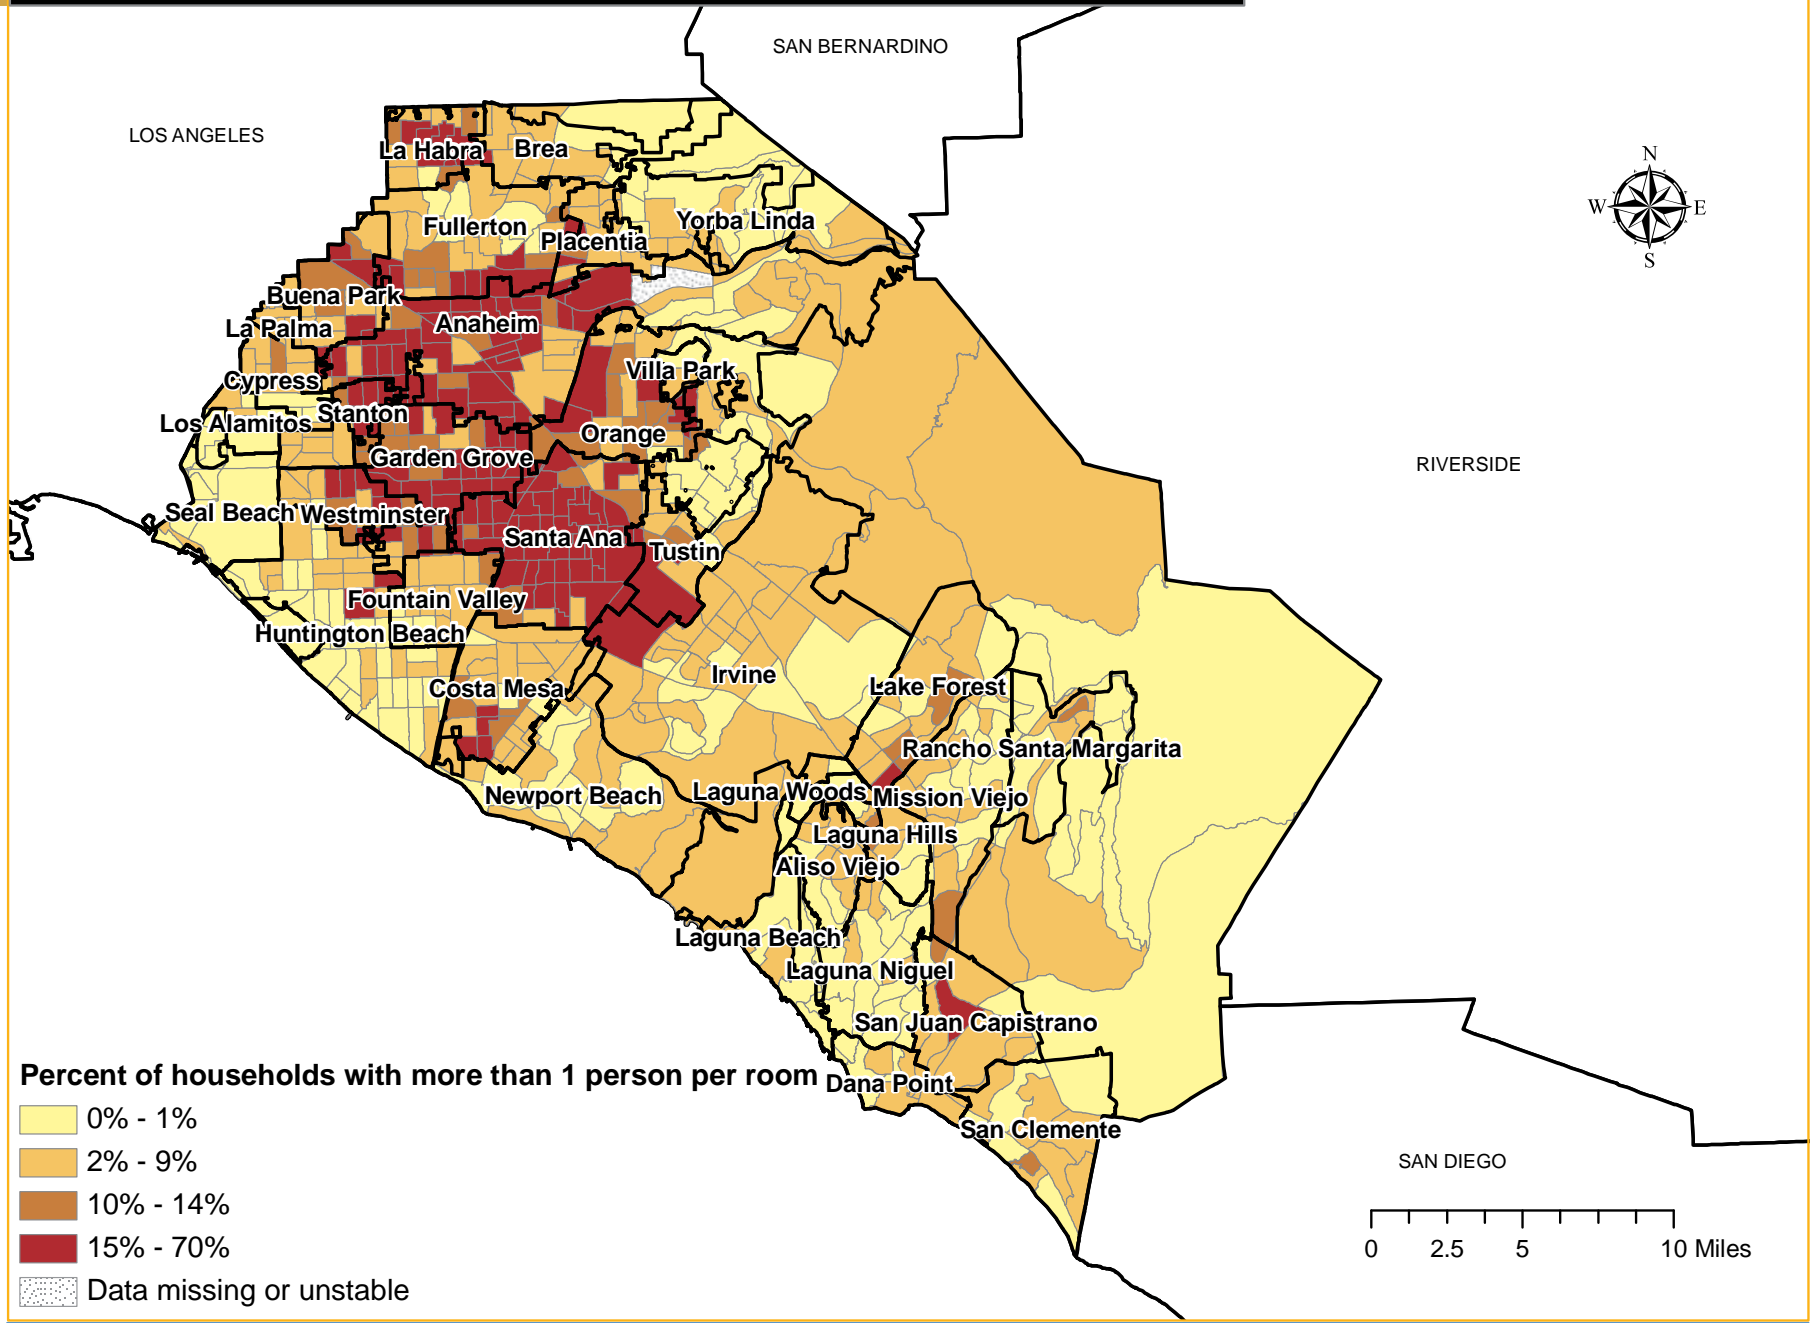 SAN BERNARDINO
LOS ANGELES
N
W E
S
La Habra
Brea
Fullerton
Yorba Linda
Placentia
Buena Park
La Palma
Anaheim
Villa Park
Cypress
Stanton
Los Alamitos
Orange
Garden Grove
RIVERSIDE
Seal Beach
Westminster
Santa Ana
Tustin
Fountain Valley
Huntington Beach
Irvine
Costa Mesa
Lake Forest
Rancho Santa Margarita
Newport Beach
Laguna Woods
Mission Viejo
Laguna Hills
Aliso Viejo
Laguna Beach
Laguna Niguel
San Juan Capistrano
Dana Point
San Clemente
SAN DIEGO
Percent of households with more than 1 person per room
0% - 1%
2% - 9%
10% - 14%
15% - 70%
Data missing or unstable
0 2.5 5 10 Miles